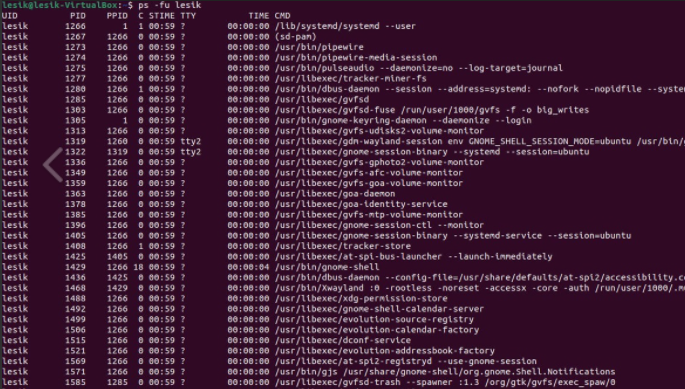 lesik@lesik-VirtualBox:~$ ps -fu lesik
UID PID PPID C STIME TTY TIME CMD
lesik 1266 1 1 00:59 ? 00:00:00 /lib/systemd/systemd --user
lesik 1267 1266 0 00:59 ? 00:00:00 (sd-pam)
lesik 1273 1266 0 00:59 ? 00:00:00 /usr/bin/pipewire
lesik 1274 1266 0 00:59 ? 00:00:00 /usr/bin/pipewire-media-session
lesik 1275 1266 0 00:59 ? 00:00:00 /usr/bin/pulseaudio --daemonize=no --log-target=journal
lesik 1277 1266 0 00:59 ? 00:00:00 /usr/libexec/tracker-miner-fs
lesik 1280 1266 1 00:59 ? 00:00:00 /usr/bin/dbus-daemon --session --address=systemd: --nofork --nopidfile --system
lesik 1285 1266 0 00:59 ? 00:00:00 /usr/libexec/gvfsd
lesik 1303 1266 0 00:59 ? 00:00:00 /usr/libexec/gvfsd-fuse /run/user/1000/gvfs -f -o big_writes
lesik 1305 1 0 00:59 ? 00:00:00 /usr/bin/gnome-keyring-daemon --daemonize --login
lesik 1313 1266 0 00:59 ? 00:00:00 /usr/libexec/gvfs-udisks2-volume-monitor
lesik 1319 1260 0 00:59 tty2 00:00:00 /usr/libexec/gdm-wayland-session env GNOME_SHELL_SESSION_MODE=ubuntu /usr/bin/g
lesik 1322 1319 0 00:59 tty2 00:00:00 /usr/libexec/gnome-session-binary --systemd --session=ubuntu
lesik 1336 1266 0 00:59 ? 00:00:00 /usr/libexec/gvfs-gphoto2-volume-monitor
lesik 1349 1266 0 00:59 ? 00:00:00 /usr/libexec/gvfs-afc-volume-monitor
lesik 1359 1266 0 00:59 ? 00:00:00 /usr/libexec/gvfs-goa-volume-monitor
lesik 1363 1266 0 00:59 ? 00:00:00 /usr/libexec/goa-daemon
lesik 1378 1266 0 00:59 ? 00:00:00 /usr/libexec/goa-identity-service
lesik 1385 1266 0 00:59 ? 00:00:00 /usr/libexec/gvfs-mtp-volume-monitor
lesik 1396 1266 0 00:59 ? 00:00:00 /usr/libexec/gnome-session-ctl --monitor
lesik 1405 1266 0 00:59 ? 00:00:00 /usr/libexec/gnome-session-binary --systemd-service --session=ubuntu
lesik 1408 1266 1 00:59 ? 00:00:00 /usr/libexec/tracker-store
lesik 1425 1405 0 00:59 ? 00:00:00 /usr/libexec/at-spi-bus-launcher --launch-immediately
lesik 1429 1266 18 00:59 ? 00:00:04 /usr/bin/gnome-shell
lesik 1436 1425 0 00:59 ? 00:00:00 /usr/bin/dbus-daemon --config-file=/usr/share/defaults/at-spi2/accessibility.co
lesik 1468 1429 0 00:59 ? 00:00:00 /usr/bin/Xwayland :0 -rootless -noreset -accessx -core -auth /run/user/1000/.m
lesik 1488 1266 0 00:59 ? 00:00:00 /usr/libexec/xdg-permission-store
lesik 1492 1266 0 00:59 ? 00:00:00 /usr/libexec/gnome-shell-calendar-server
lesik 1499 1266 0 00:59 ? 00:00:00 /usr/libexec/evolution-source-registry
lesik 1506 1266 0 00:59 ? 00:00:00 /usr/libexec/evolution-calendar-factory
lesik 1515 1266 0 00:59 ? 00:00:00 /usr/libexec/dconf-service
lesik 1521 1266 0 00:59 ? 00:00:00 /usr/libexec/evolution-addressbook-factory
lesik 1569 1266 0 00:59 ? 00:00:00 /usr/libexec/at-spi2-registryd --use-gnome-session
lesik 1571 1266 0 00:59 ? 00:00:00 /usr/bin/gjs /usr/share/gnome-shell/org.gnome.Shell.Notifications
lesik 1585 1285 0 00:59 ? 00:00:00 /usr/libexec/gvfsd-trash --spawner :1.3 /org/gtk/gvfs/exec_spaw/0